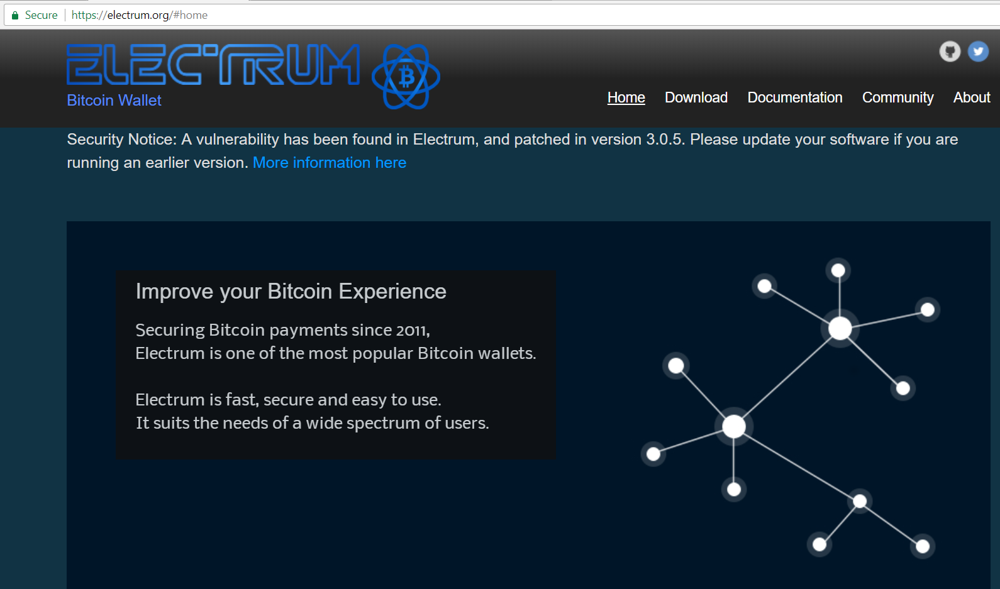 Secure https://electrum.org/#home
ELECTRUM
Bitcoin Wallet
Home Download Documentation Community About
Security Notice: A vulnerability has been found in Electrum, and patched in version 3.0.5. Please update your software if you are
running an earlier version. More information here
Improve your Bitcoin Experience
Securing Bitcoin payments since 2011,
Electrum is one of the most popular Bitcoin wallets.
Electrum is fast, secure and easy to use.
It suits the needs of a wide spectrum of users.